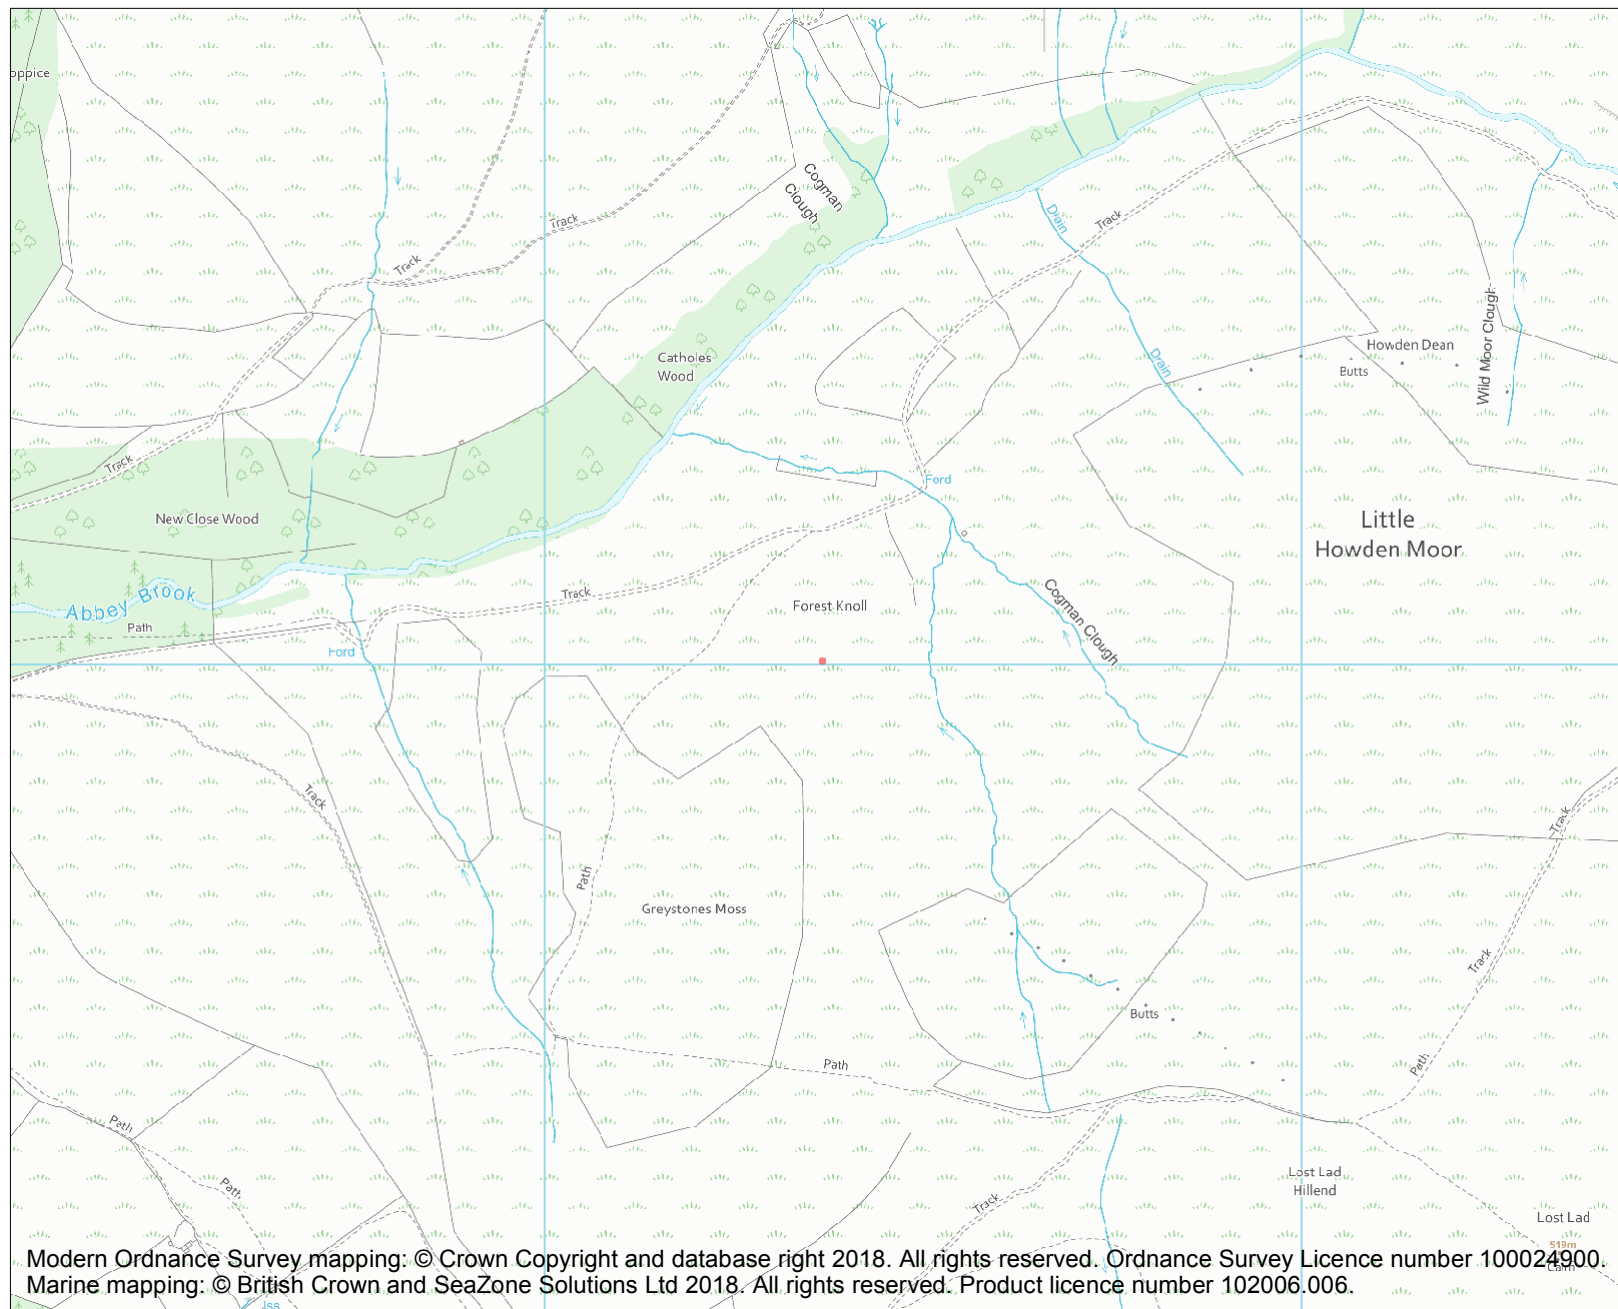 oppice
Cogman
Clough
Track
Track
Drain
Track
Drain
Wild Moor Clough
Howden Dean
Butts
Catholes
Wood
Track
New Close Wood
Ford
Little
Howden Moor
Abbey Brook
Path
Ford
Track
Forest Knoll
Cogman Clough
Track
Track
Path
Greystones Moss
Track
Butts
Path
Path
Path
Path
Track
Lost Lad
Hillend
Lost Lad
519m
Cairn
Modern Ordnance Survey mapping: © Crown Copyright and database right 2018. All rights reserved. Ordnance Survey Licence number 100024900.
Marine mapping: © British Crown and SeaZone Solutions Ltd 2018. All rights reserved. Product licence number 102006.006.